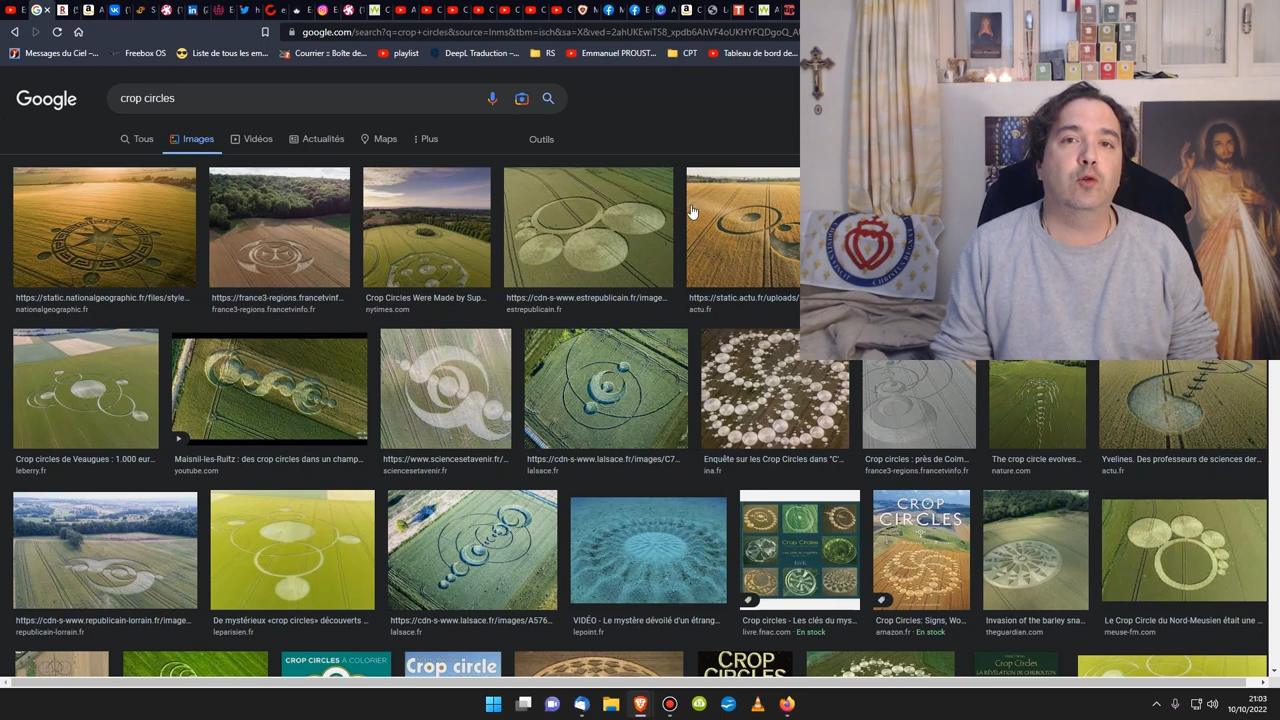 google.com/search?q=crop+circles&source=lnms&tbm=isch&sa=X&ved=
Messages du Ciel –...
Freebox OS
Liste de tous les em...
Courrier :: Boîte de...
playlist
DeepL Traduction –...
RS
Emmanuel PROUST...
CPT
Tableau de bord de...
Google
crop circles
Tous
Images
Vidéos
Actualités
Maps
Plus
Outils
https://static.nationalgeographic.fr/files/style...
https://france3-regions.francetvinf...
Crop Circles Were Made by Sup...
https://cdn-s-www.estrepublicain.fr/image...
https://static.actu.fr/uploads/
nationalgeographic.fr
france3-regions.francetvinfo.fr
nytimes.com
estrepublicain.fr
actu.fr
Crop circles de Veaugues : 1.000 eur...
Maisnil-les-Ruitz : des crop circles dans un champ...
https://www.sciencesetavenir.fr/...
https://cdn-s-www.lalsace.fr/images/C7...
Enquête sur les Crop Circles dans "C'...
Crop circles : près de Colm...
The crop circle evolves...
Yvelines. Des professeurs de sciences der...
leberry.fr
youtube.com
sciencesetavenir.fr
lalsace.fr
ina.fr
france3-regions.francetvinfo.fr
nature.com
actu.fr
CROP
CIRCLES
Crop Circles
https://cdn-s-www.republicain-lorrain.fr/image...
De mystérieux «crop circles» découverts ...
https://cdn-s-www.lalsace.fr/images/A576...
VIDÉO - Le mystère dévoilé d'un étrang...
Crop circles - Les clés du mys...
Crop Circles: Signs, Wo...
Invasion of the barley sna...
Le Crop Circle du Nord-Meusien était une ...
republicain-lorrain.fr
leparisien.fr
lalsace.fr
lepoint.fr
livre.fnac.com · En stock
amazon.fr · En stock
theguardian.com
meuse-fm.com
CROP CIRCLES À COLORIER
Crop circle
CROP
CIRCLES
Crop Circles
LA RÉVÉLATION DE CHILBOLTON
21:03
10/10/2022